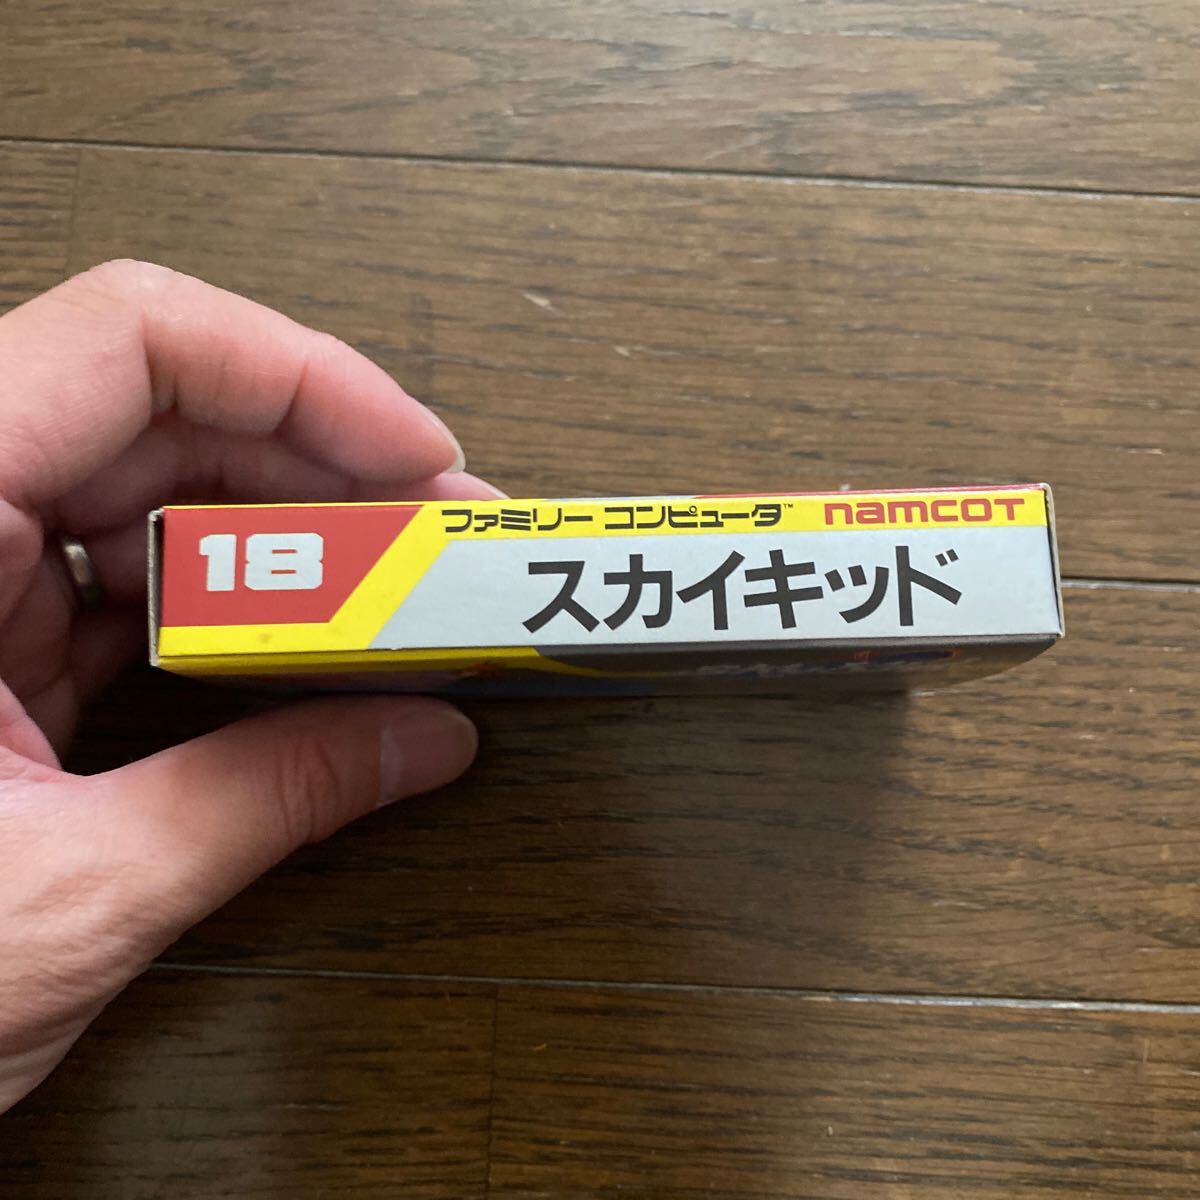 18
ファミリー コンピュータ™ namcoT
スカイキッド